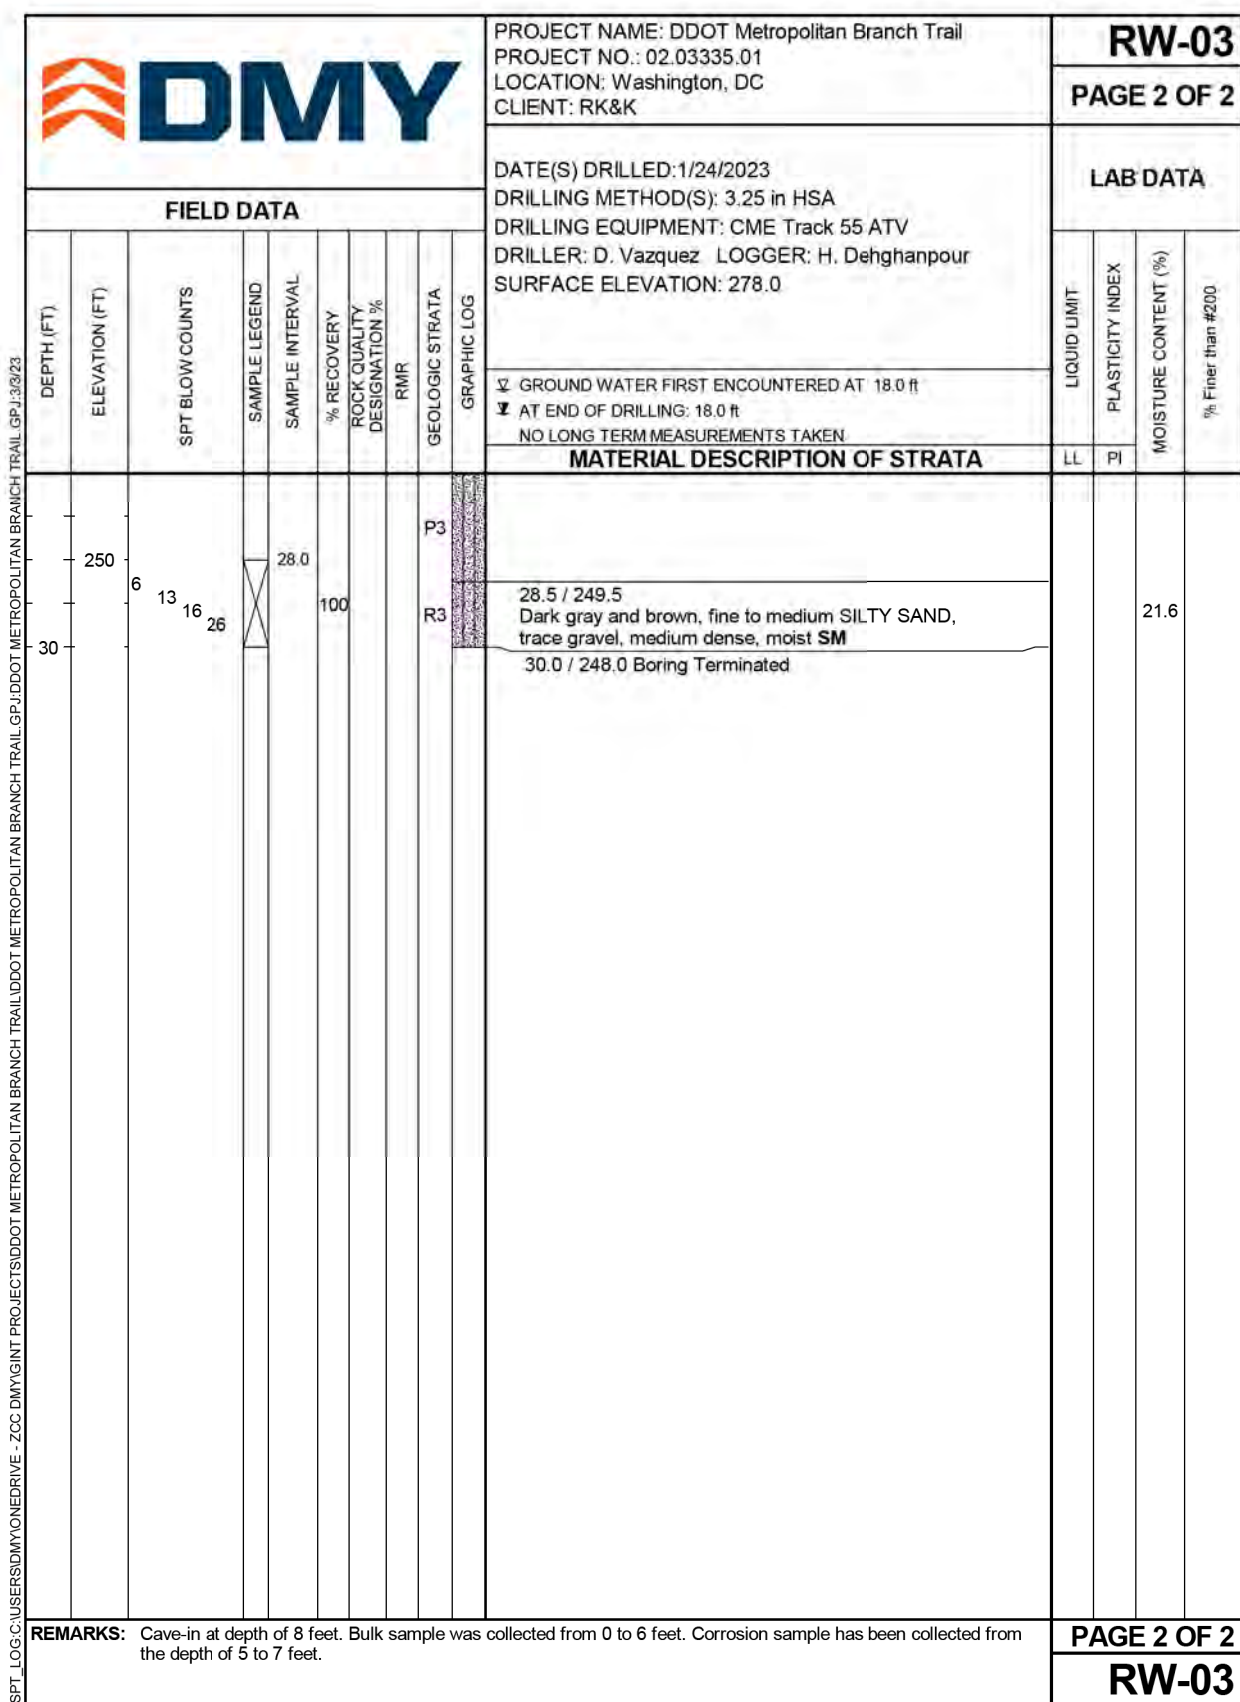 DMY
PROJECT NAME: DDOT Metropolitan Branch Trail
PROJECT NO.: 02.03335.01
LOCATION: Washington, DC
CLIENT: RK&K
RW-03
PAGE 2 OF 2
DATE(S) DRILLED:1/24/2023
DRILLING METHOD(S): 3.25 in HSA
DRILLING EQUIPMENT: CME Track 55 ATV
DRILLER: D. Vazquez LOGGER: H. Dehghanpour
SURFACE ELEVATION: 278.0
LAB DATA
FIELD DATA
DEPTH (FT)
ELEVATION (FT)
SPT BLOW COUNTS
SAMPLE LEGEND
SAMPLE INTERVAL
% RECOVERY
ROCK QUALITY
DESIGNATION %
RMR
GEOLOGIC STRATA
GRAPHIC LOG
GROUND WATER FIRST ENCOUNTERED AT 18.0 ft
AT END OF DRILLING: 18.0 ft
NO LONG TERM MEASUREMENTS TAKEN
MATERIAL DESCRIPTION OF STRATA
LIQUID LIMIT
PLASTICITY INDEX
MOISTURE CONTENT (%)
% Finer than #200
LL PI
P3
250 28.0
6 13 16 26
100
R3
28.5 / 249.5
Dark gray and brown, fine to medium SILTY SAND,
trace gravel, medium dense, moist SM
21.6
30
30.0 / 248.0 Boring Terminated
SPT_LOG:C:\USERS\DMY\ONEDRIVE - ZCC DMY\GINT PROJECTS\DDOT METROPOLITAN BRANCH TRAIL\DDOT METROPOLITAN BRANCH TRAIL.GPJ:DDOT METROPOLITAN BRANCH TRAIL.GPJ:3/3/23
REMARKS: Cave-in at depth of 8 feet. Bulk sample was collected from 0 to 6 feet. Corrosion sample has been collected from
the depth of 5 to 7 feet.
PAGE 2 OF 2
RW-03